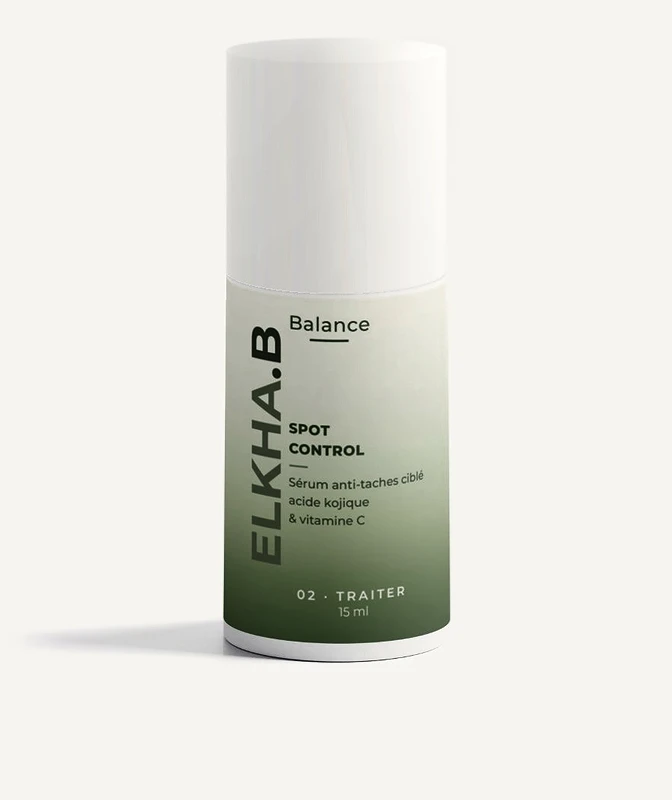 ELKHA.B
Balance
SPOT
CONTROL
Sérum anti-taches ciblé
acide kojique
& vitamine C
02 · TRAITER
15 ml